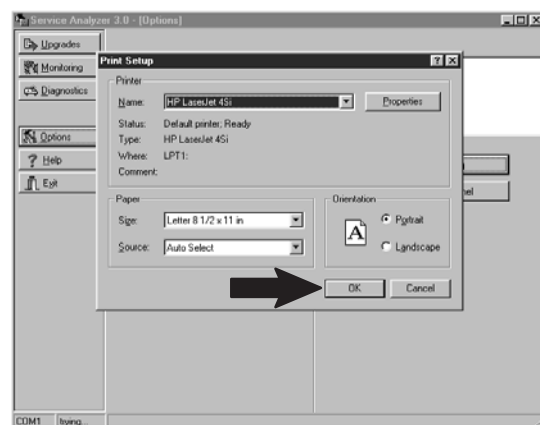 Service Analyzer 3.0 - [Options]
Upgrades
Monitoring
Diagnostics
Options
Help
Exit
Print Setup
Printer
Name: HP LaserJet 4Si Properties
Status: Default printer; Ready
Type: HP LaserJet 4Si
Where: LPT1:
Comment:
Paper
Size: Letter 8 1/2 x 11 in
Source: Auto Select
Orientation
A
Portrait
Landscape
OK Cancel
COM1 trying...